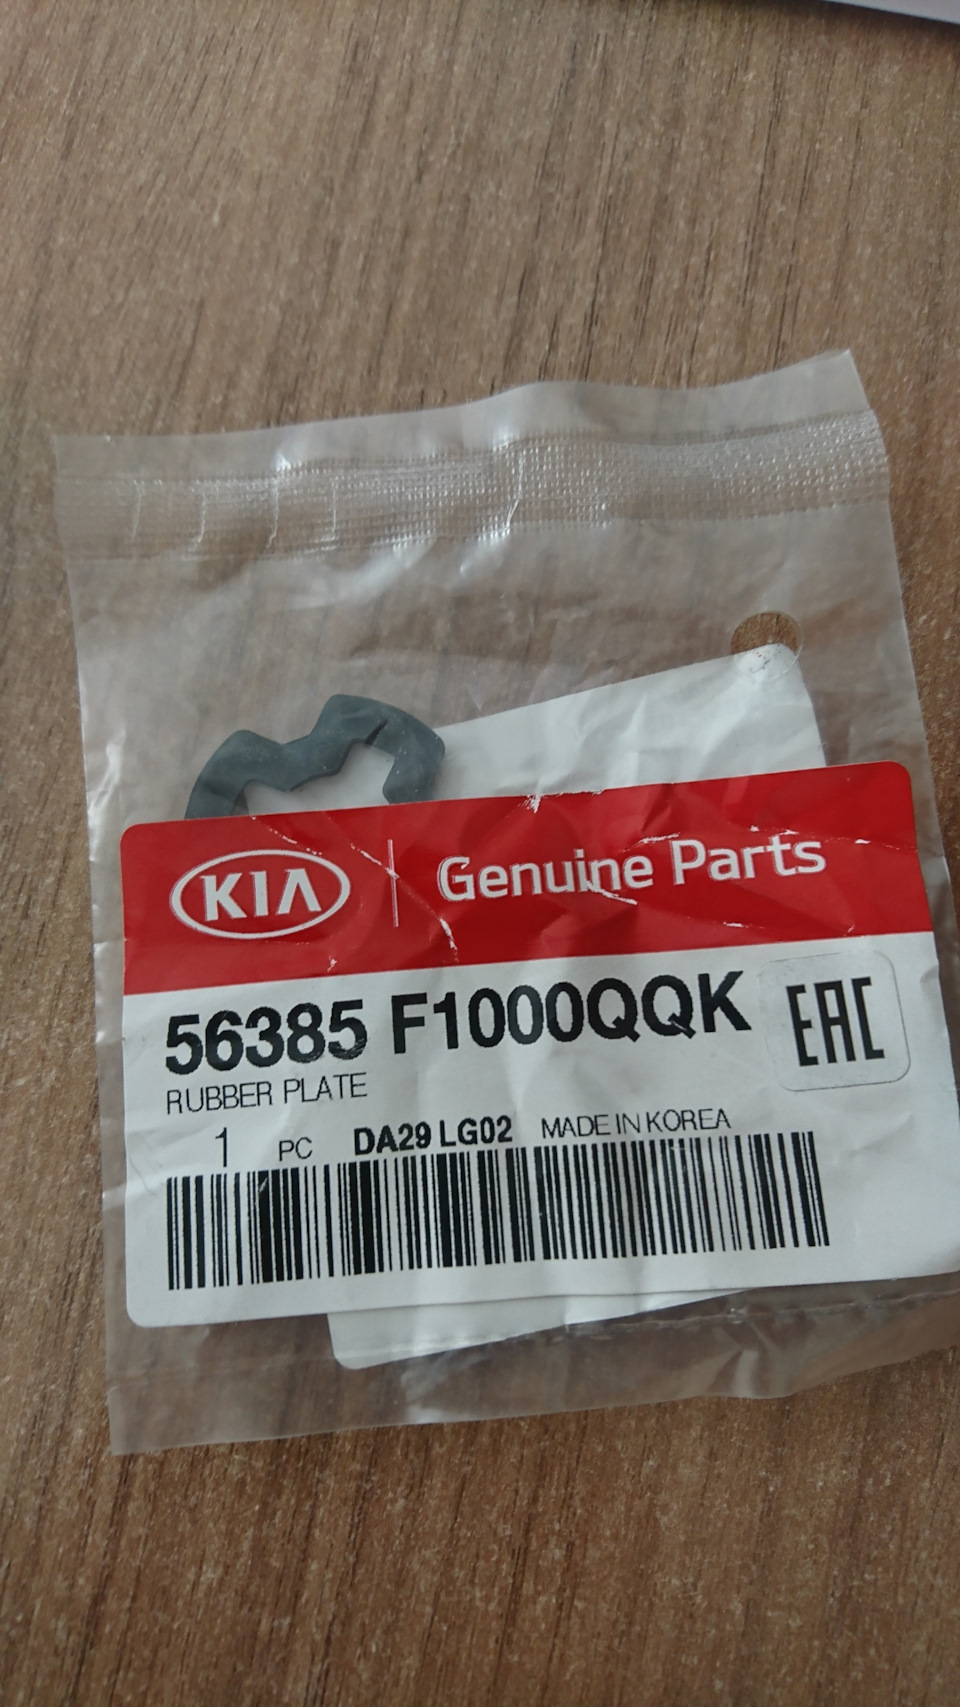 KIA Genuine Parts
56385 F1000QQK
EAC
RUBBER PLATE
1 PC DA29 LG02 MADE IN KOREA